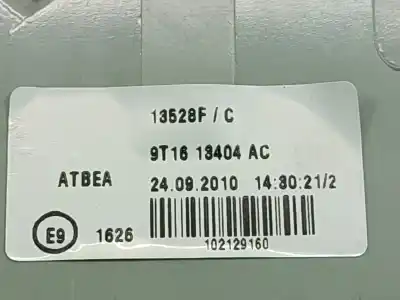 13528F / C
9T16 13404 AC
ATBEA 24.09.2010 14:30:21/2
E9 1626
102129160